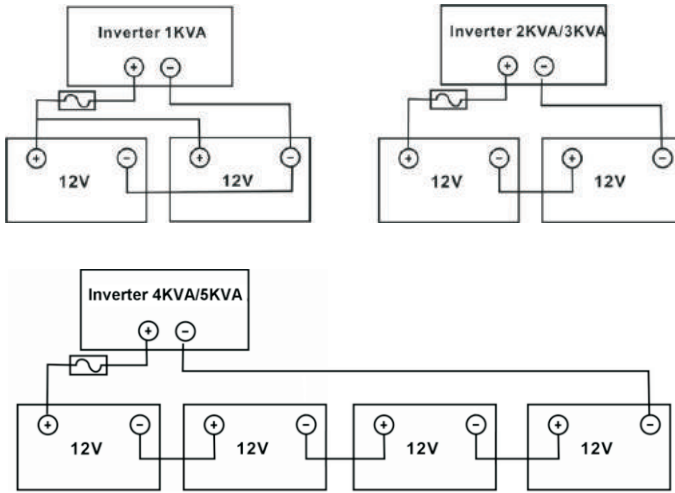 Inverter 1KVA
+ -
+ - + -
12V 12V
Inverter 2KVA/3KVA
+ -
+ - + -
12V 12V
Inverter 4KVA/5KVA
+ -
+ - + - + - + -
12V 12V 12V 12V